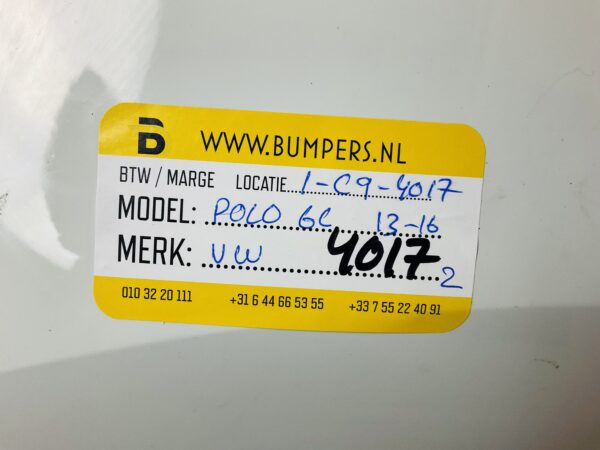 B WWW.BUMPERS.NL
BTW / MARGE LOCATIE 1-C9-4017
MODEL: POLO 6C 13-16
MERK: VW 4017 2
010 32 20 111 +31 6 44 66 53 55 +33 7 55 22 40 91